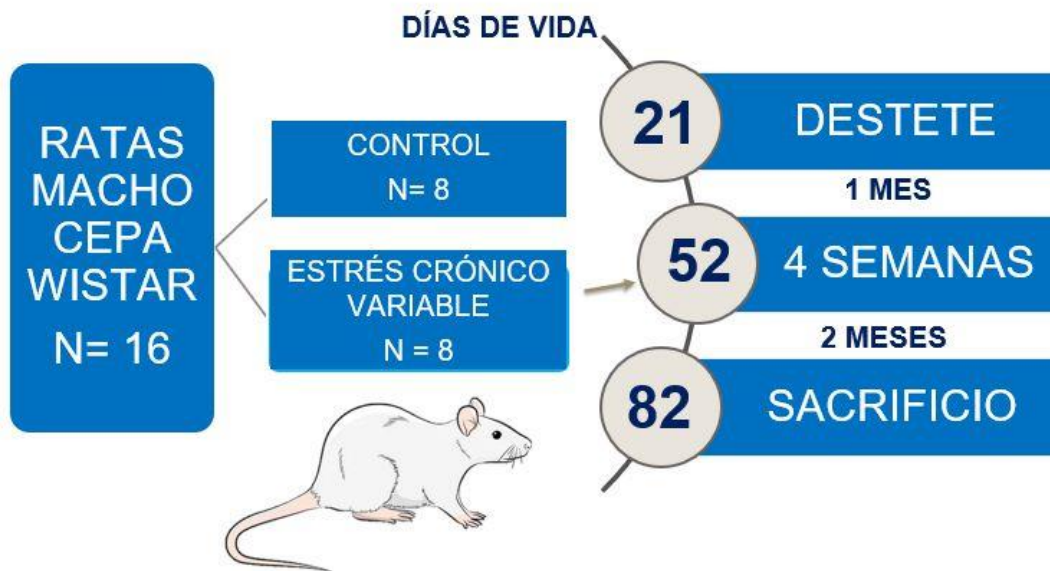 DÍAS DE VIDA
RATAS
MACHO
CEPA
WISTAR
N= 16
CONTROL
N= 8
ESTRÉS CRÓNICO
VARIABLE
N = 8
21
DESTETE
1 MES
52
4 SEMANAS
2 MESES
82
SACRIFICIO